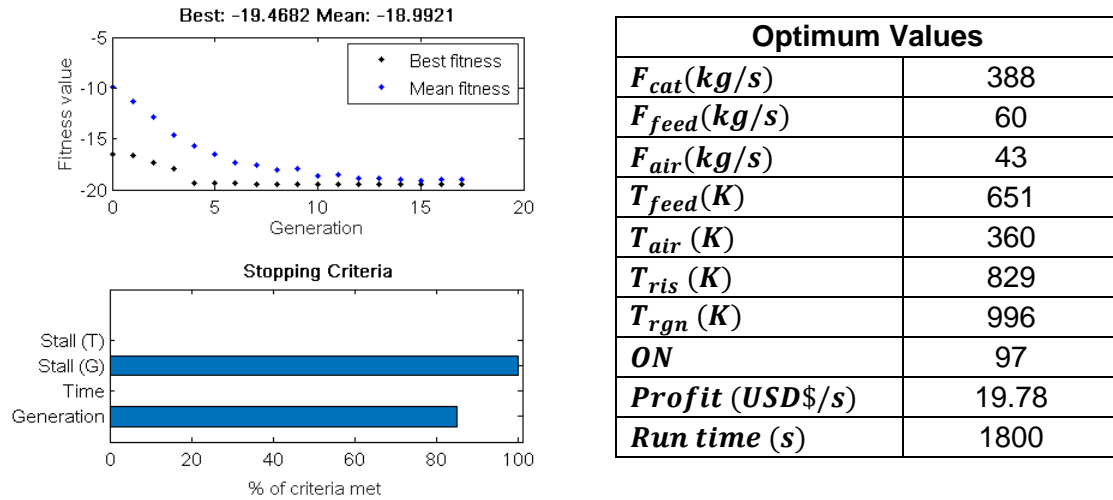 Best: -19.4682 Mean: -18.9921
-5
-10
-15
-20
Fitness value
Best fitness
Mean fitness
0 5 10 15 20
Generation
Stopping Criteria
Stall (T)
Stall (G)
Time
Generation
0 20 40 60 80 100
% of criteria met
Optimum Values
F_cat(kg/s) 388
F_feed(kg/s) 60
F_air(kg/s) 43
T_feed(K) 651
T_air (K) 360
T_ris (K) 829
T_rgn (K) 996
ON 97
Profit (USD$/s) 19.78
Run time (s) 1800